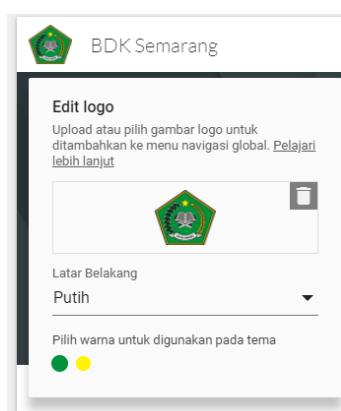 BDK Semarang
Edit logo
Upload atau pilih gambar logo untuk
ditambahkan ke menu navigasi global. Pelajari
lebih lanjut
Latar Belakang
Putih
Pilih warna untuk digunakan pada tema